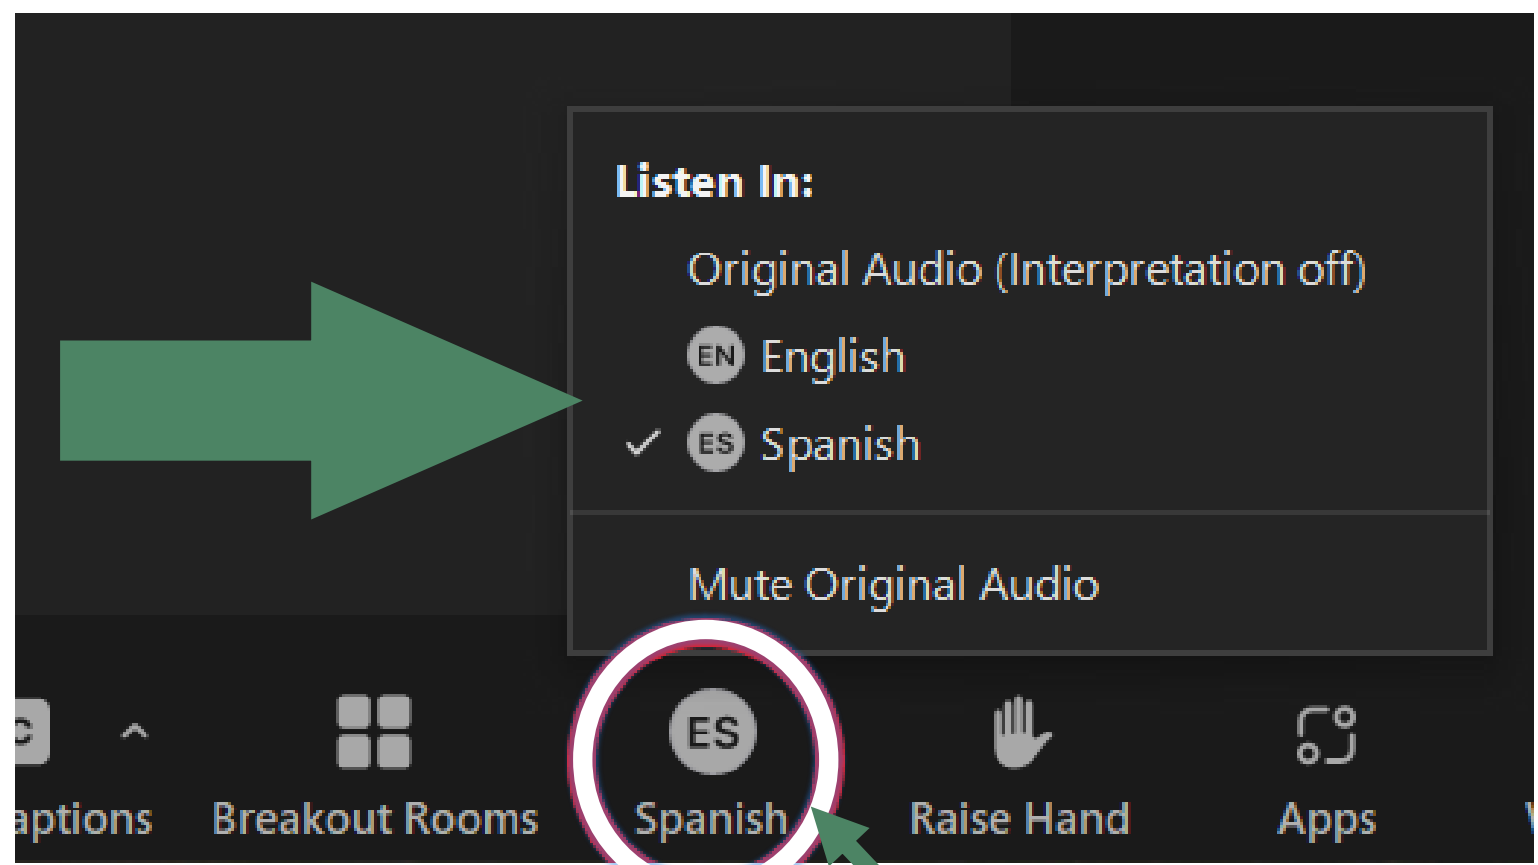 Listen In:
Original Audio (Interpretation off)
EN English
ES Spanish
Mute Original Audio
C
aptions
Breakout Rooms
ES
Spanish
Raise Hand
Apps